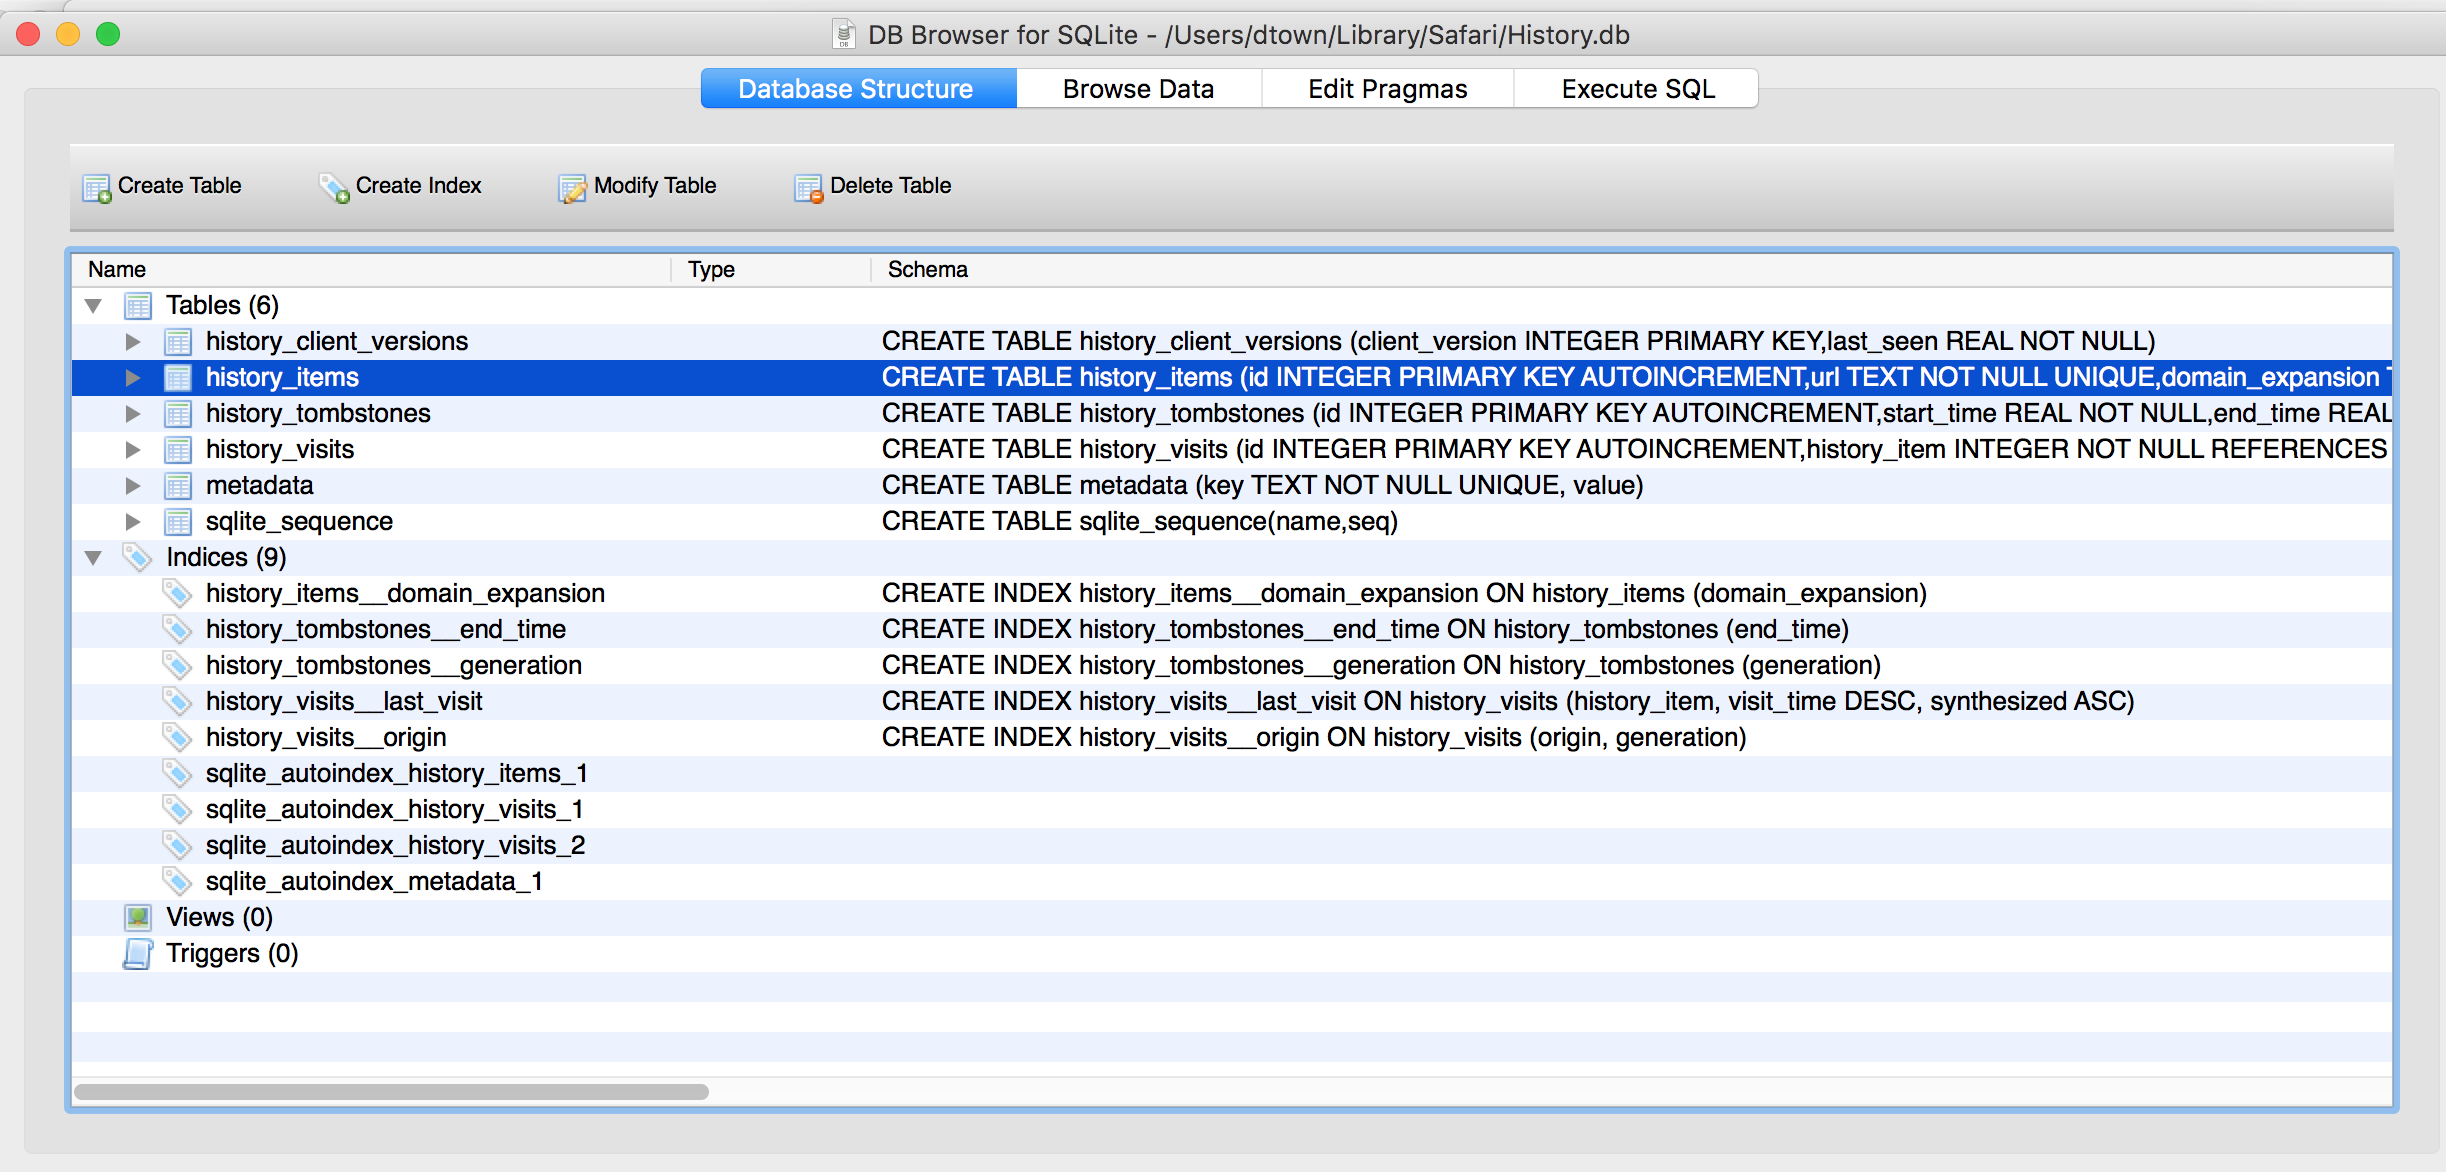 DB Browser for SQLite - /Users/dtown/Library/Safari/History.db
Database Structure Browse Data Edit Pragmas Execute SQL
Create Table Create Index Modify Table Delete Table
Name Type Schema
Tables (6)
history_client_versions CREATE TABLE history_client_versions (client_version INTEGER PRIMARY KEY,last_seen REAL NOT NULL)
history_items CREATE TABLE history_items (id INTEGER PRIMARY KEY AUTOINCREMENT,url TEXT NOT NULL UNIQUE,domain_expansion T
history_tombstones CREATE TABLE history_tombstones (id INTEGER PRIMARY KEY AUTOINCREMENT,start_time REAL NOT NULL,end_time REAL
history_visits CREATE TABLE history_visits (id INTEGER PRIMARY KEY AUTOINCREMENT,history_item INTEGER NOT NULL REFERENCES
metadata CREATE TABLE metadata (key TEXT NOT NULL UNIQUE, value)
sqlite_sequence CREATE TABLE sqlite_sequence(name,seq)
Indices (9)
history_items__domain_expansion CREATE INDEX history_items__domain_expansion ON history_items (domain_expansion)
history_tombstones__end_time CREATE INDEX history_tombstones__end_time ON history_tombstones (end_time)
history_tombstones__generation CREATE INDEX history_tombstones__generation ON history_tombstones (generation)
history_visits__last_visit CREATE INDEX history_visits__last_visit ON history_visits (history_item, visit_time DESC, synthesized ASC)
history_visits__origin CREATE INDEX history_visits__origin ON history_visits (origin, generation)
sqlite_autoindex_history_items_1
sqlite_autoindex_history_visits_1
sqlite_autoindex_history_visits_2
sqlite_autoindex_metadata_1
Views (0)
Triggers (0)